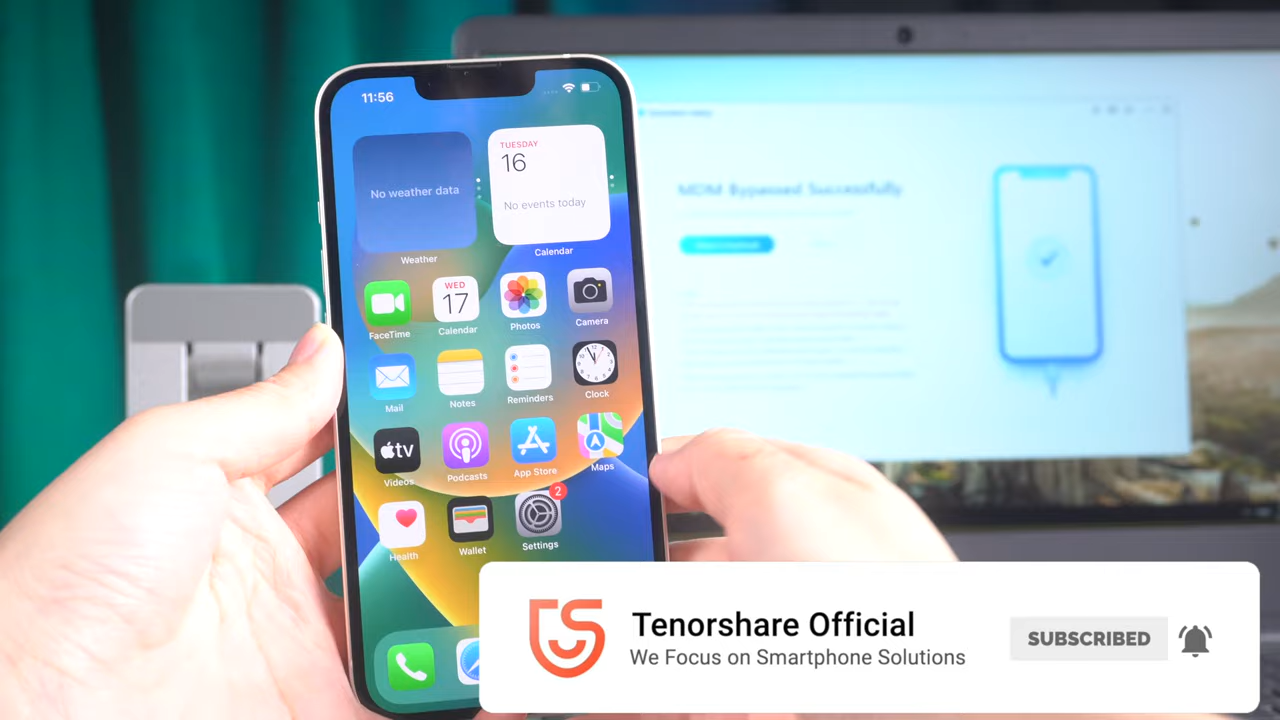 11:56
No weather data
Weather
TUESDAY
16
No events today
Calendar
FaceTime
WED
17
Calendar
Photos
Camera
Mail
Notes
Reminders
Clock
tv
Videos
Podcasts
App Store
Maps
Health
Wallet
2
Settings
MDM Bypassed Successfully
Tenorshare Official
We Focus on Smartphone Solutions
SUBSCRIBED